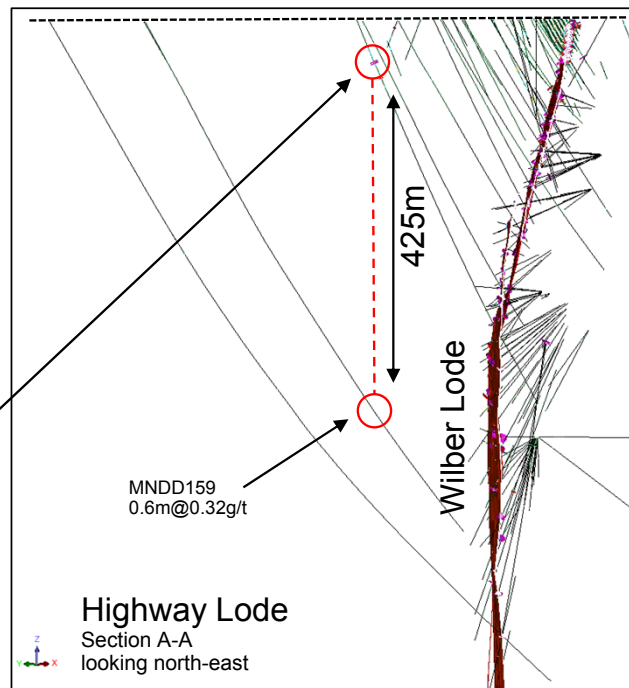 425m
Wilber Lode
MNDD159
0.6m@0.32g/t
Highway Lode
Section A-A
looking north-east
Z
Y X